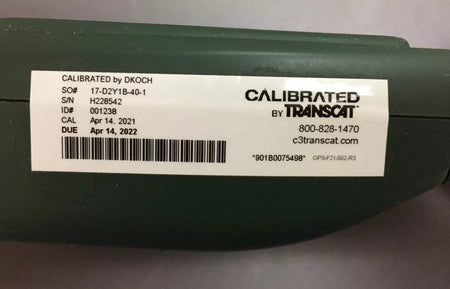 CALIBRATED by DKOCH
SO# 17-D2Y1B-40-1
S/N H228542
ID# 001238
CAL Apr 14, 2021
DUE Apr 14, 2022
CALIBRATED
BY TRANSCAT
800-828-1470
c3transcat.com
*901B0075498* OPS-F21-002-R3